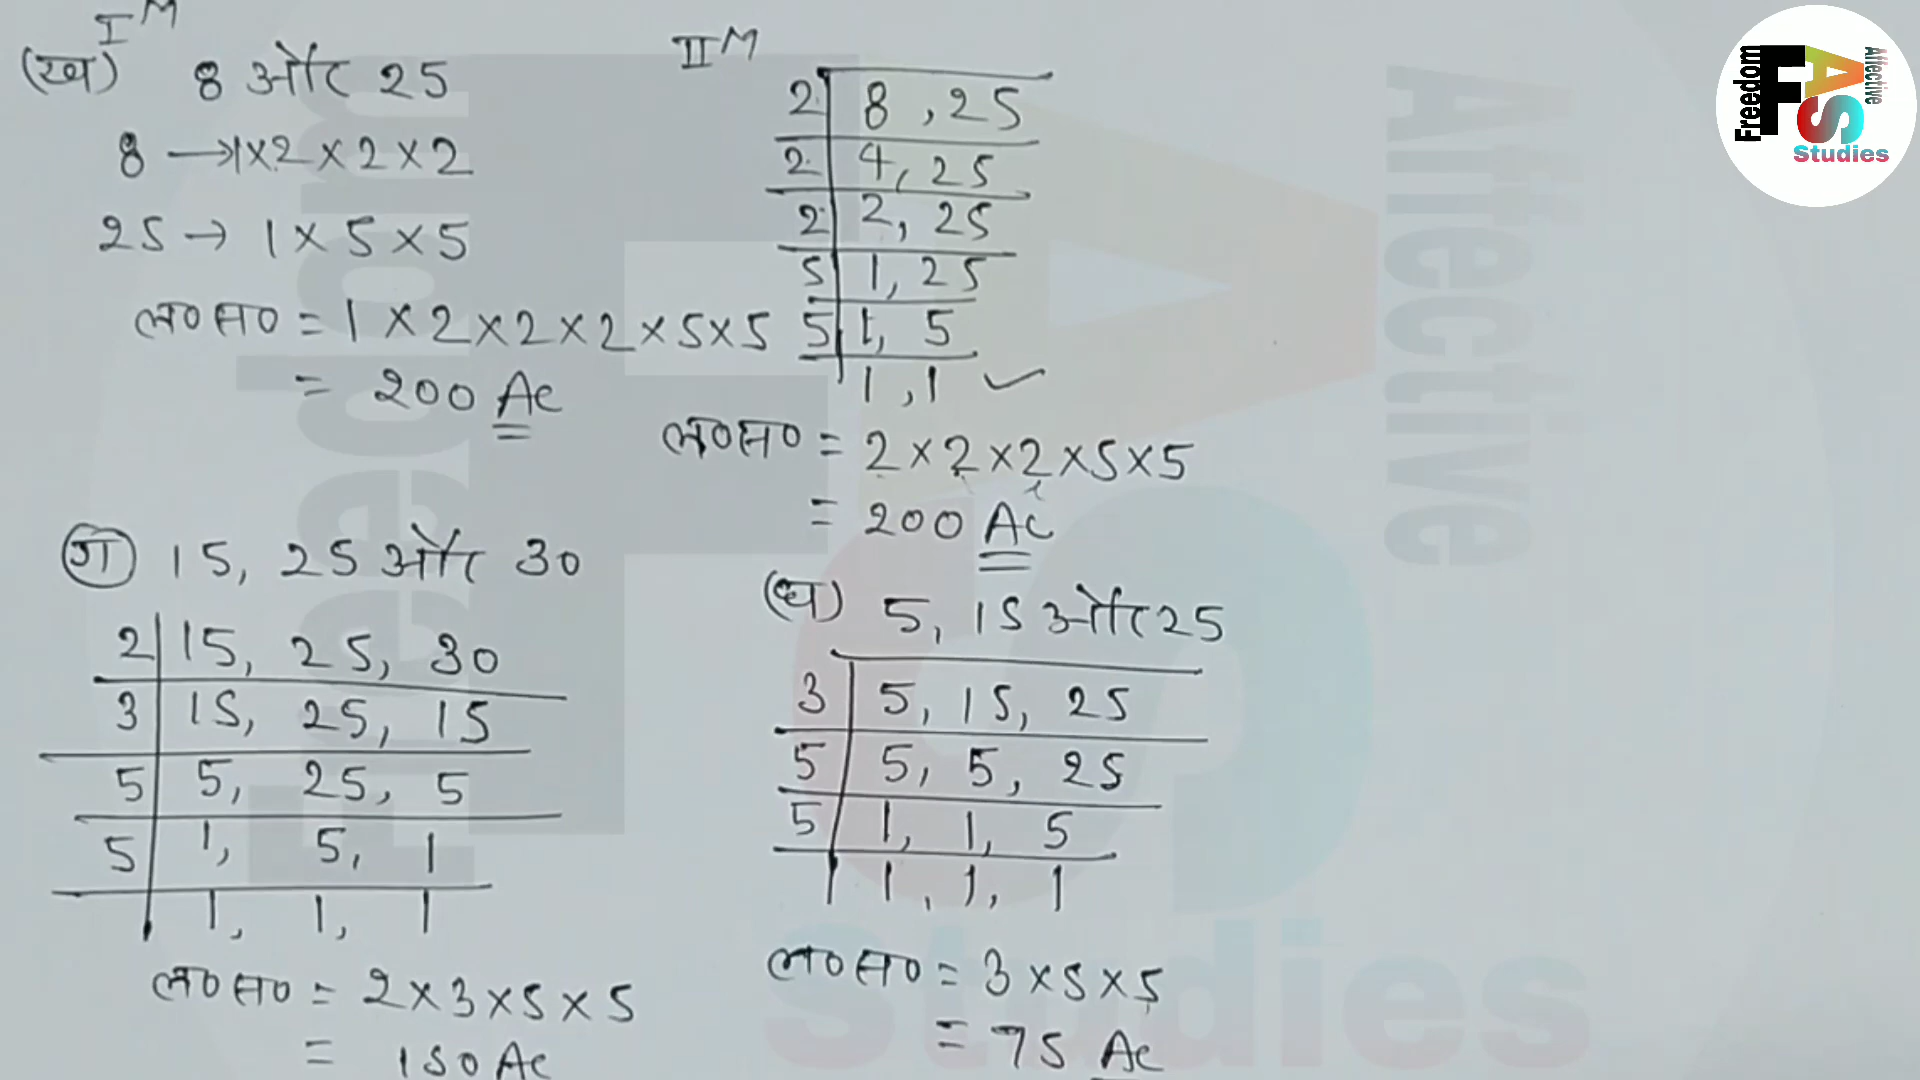 I M
(ख) 8 और 25
8 → 1×2×2×2
25 → 1×5×5
ल०स० = 1×2×2×2×5×5
= 200 Ac
II M
2 8, 25
2 4, 25
2 2, 25
5 1, 25
5 1, 5
1, 1 ✓
ल०स० = 2×2×2×5×5
= 200 Ac
ग 15, 25 और 30
2 15, 25, 30
3 15, 25, 15
5 5, 25, 5
5 1, 5, 1
1, 1, 1
ल०स० = 2×3×5×5
= 150 Ac
(घ) 5, 15 और 25
3 5, 15, 25
5 5, 5, 25
5 1, 1, 5
1, 1, 1
ल०स० = 3×5×5
= 75 Ac
Freedom
Affective
FAS
Studies
Freedom
Affective
Studies